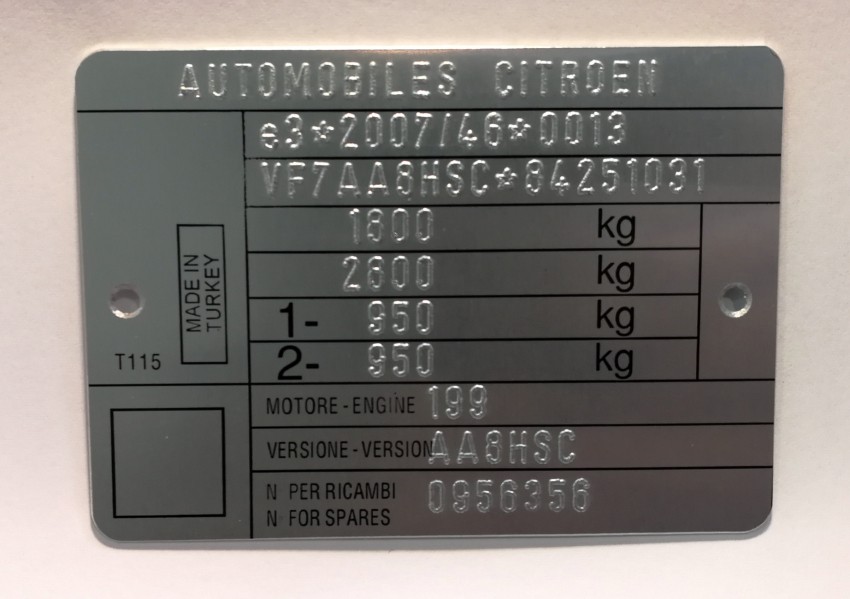 AUTOMOBILES CITROEN
e3*2007/46*0013
VF7AA8HSC*84251031
1800 kg
2800 kg
1- 950 kg
2- 950 kg
MADE IN
TURKEY
T115
MOTORE-ENGINE 199
VERSIONE-VERSION AA8HSC
N PER RICAMBI
N FOR SPARES
0956356